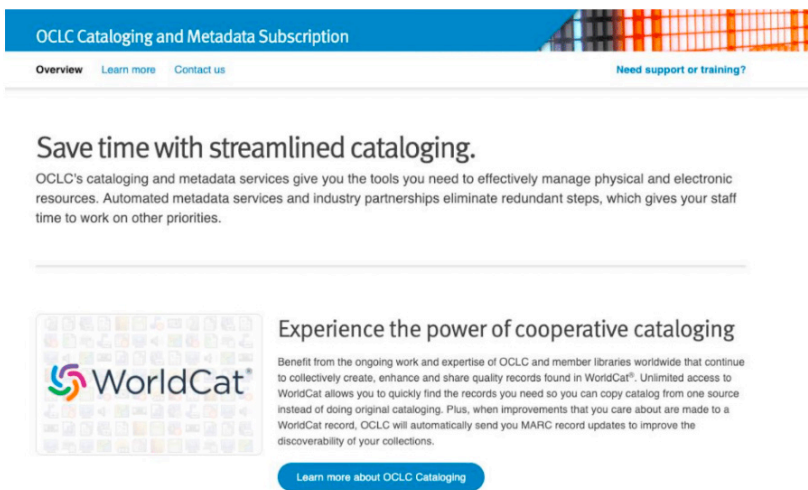 OCLC Cataloging and Metadata Subscription
Overview Learn more Contact us Need support or training?
Save time with streamlined cataloging.
OCLC's cataloging and metadata services give you the tools you need to effectively manage physical and electronic
resources. Automated metadata services and industry partnerships eliminate redundant steps, which gives your staff
time to work on other priorities.
WorldCat®
Experience the power of cooperative cataloging
Benefit from the ongoing work and expertise of OCLC and member libraries worldwide that continue
to collectively create, enhance and share quality records found in WorldCat®. Unlimited access to
WorldCat allows you to quickly find the records you need so you can copy catalog from one source
instead of doing original cataloging. Plus, when improvements that you care about are made to a
WorldCat record, OCLC will automatically send you MARC record updates to improve the
discoverability of your collections.
Learn more about OCLC Cataloging